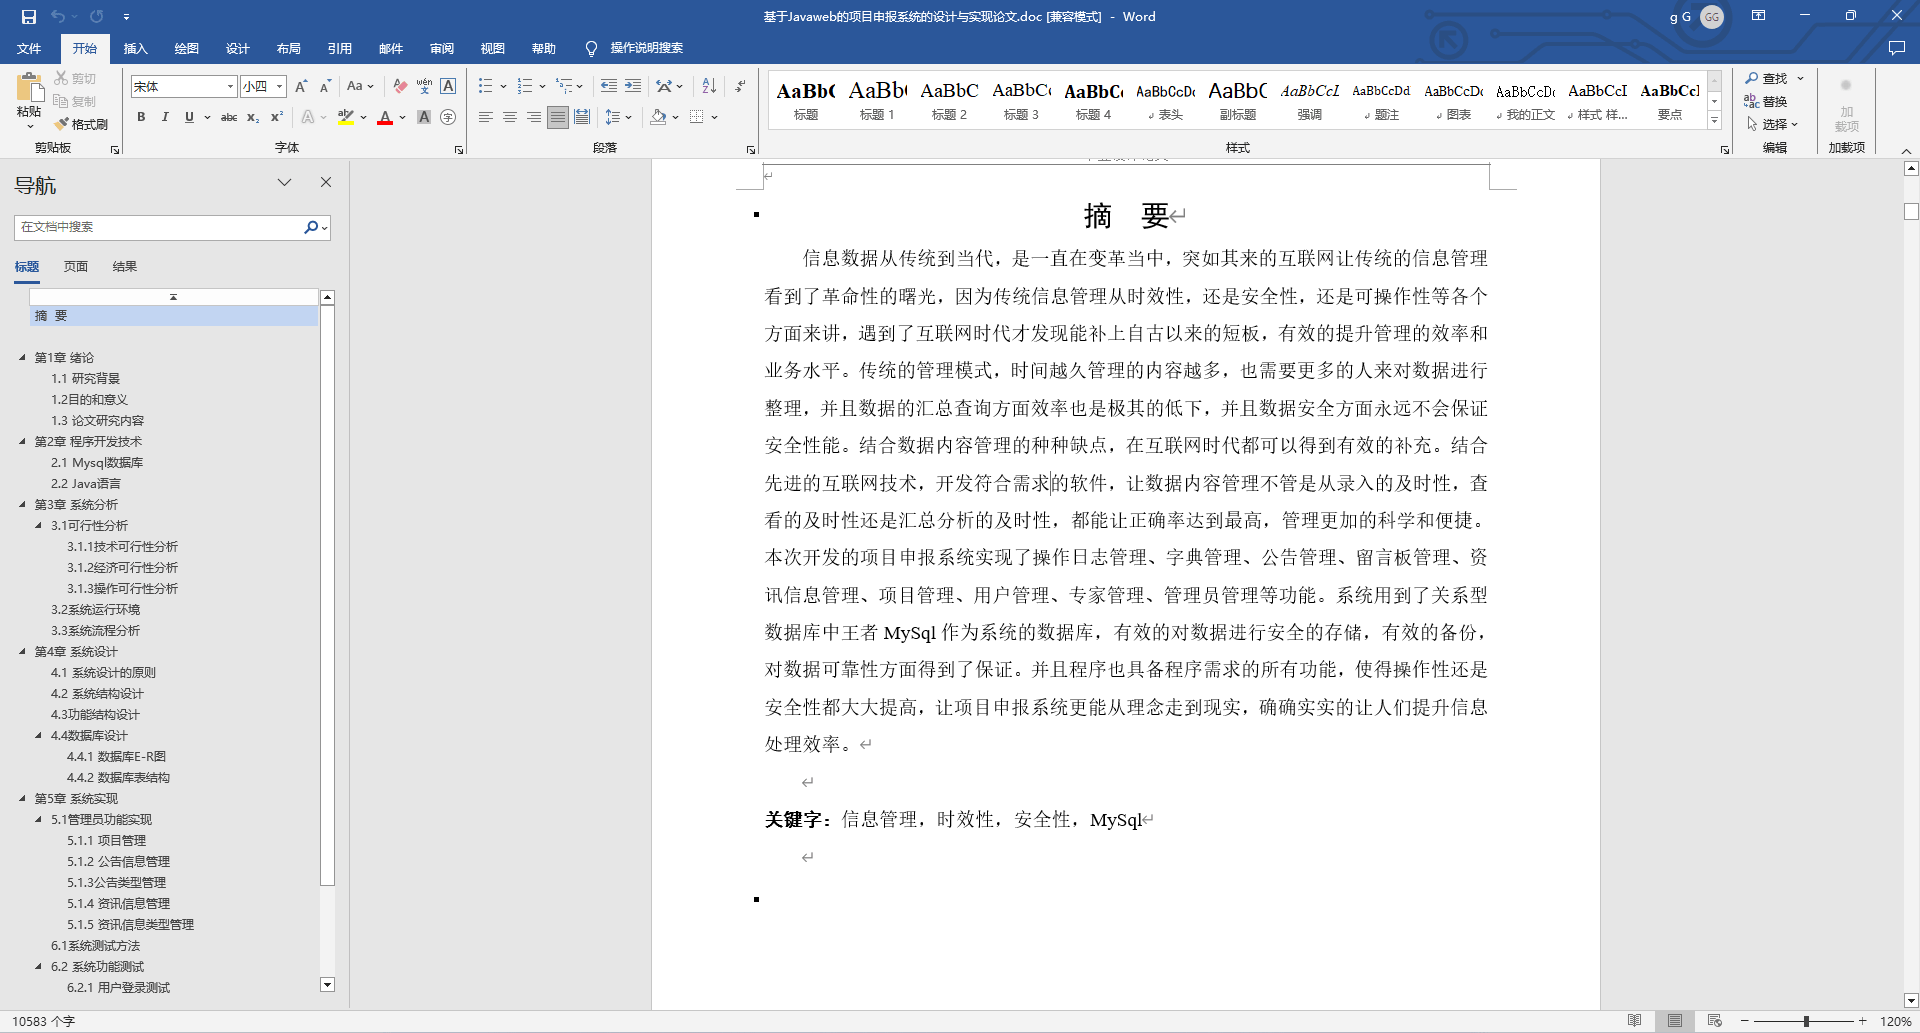 基于Javaweb的项目申报系统的设计与实现论文.doc [兼容模式] - Word
g G
GG
文件 开始 插入 绘图 设计 布局 引用 邮件 审阅 视图 帮助 操作说明搜索
粘贴
剪切
复制
格式刷
剪贴板
宋体 小四
字体
段落
AaBb( AaBb( AaBbC AaBbC AaBbC AaBbCcDc AaBbC AaBbCcL AaBbCcDd AaBbCcDc AaBbCcDc AaBbCcI AaBbCcl
标题 标题 1 标题 2 标题 3 标题 4 表头 副标题 强调 题注 图表 我的正文 样式 样... 要点
样式
查找
替换
选择
编辑
加载项
加载项
导航
在文档中搜索
标题 页面 结果
摘 要
第1章 绪论
1.1 研究背景
1.2目的和意义
1.3 论文研究内容
第2章 程序开发技术
2.1 Mysql数据库
2.2 Java语言
第3章 系统分析
3.1可行性分析
3.1.1技术可行性分析
3.1.2经济可行性分析
3.1.3操作可行性分析
3.2系统运行环境
3.3系统流程分析
第4章 系统设计
4.1 系统设计的原则
4.2 系统结构设计
4.3功能结构设计
4.4数据库设计
4.4.1 数据库E-R图
4.4.2 数据库表结构
第5章 系统实现
5.1管理员功能实现
5.1.1 项目管理
5.1.2 公告信息管理
5.1.3公告类型管理
5.1.4 资讯信息管理
5.1.5 资讯信息类型管理
6.1系统测试方法
6.2 系统功能测试
6.2.1 用户登录测试
摘 要
信息数据从传统到当代，是一直在变革当中，突如其来的互联网让传统的信息管理
看到了革命性的曙光，因为传统信息管理从时效性，还是安全性，还是可操作性等各个
方面来讲，遇到了互联网时代才发现能补上自古以来的短板，有效的提升管理的效率和
业务水平。传统的管理模式，时间越久管理的内容越多，也需要更多的人来对数据进行
整理，并且数据的汇总查询方面效率也是极其的低下，并且数据安全方面永远不会保证
安全性能。结合数据内容管理的种种缺点，在互联网时代都可以得到有效的补充。结合
先进的互联网技术，开发符合需求的软件，让数据内容管理不管是从录入的及时性，查
看的及时性还是汇总分析的及时性，都能让正确率达到最高，管理更加的科学和便捷。
本次开发的项目申报系统实现了操作日志管理、字典管理、公告管理、留言板管理、资
讯信息管理、项目管理、用户管理、专家管理、管理员管理等功能。系统用到了关系型
数据库中王者 MySql 作为系统的数据库，有效的对数据进行安全的存储，有效的备份，
对数据可靠性方面得到了保证。并且程序也具备程序需求的所有功能，使得操作性还是
安全性都大大提高，让项目申报系统更能从理念走到现实，确确实实的让人们提升信息
处理效率。
关键字：信息管理，时效性，安全性，MySql
10583 个字
120%